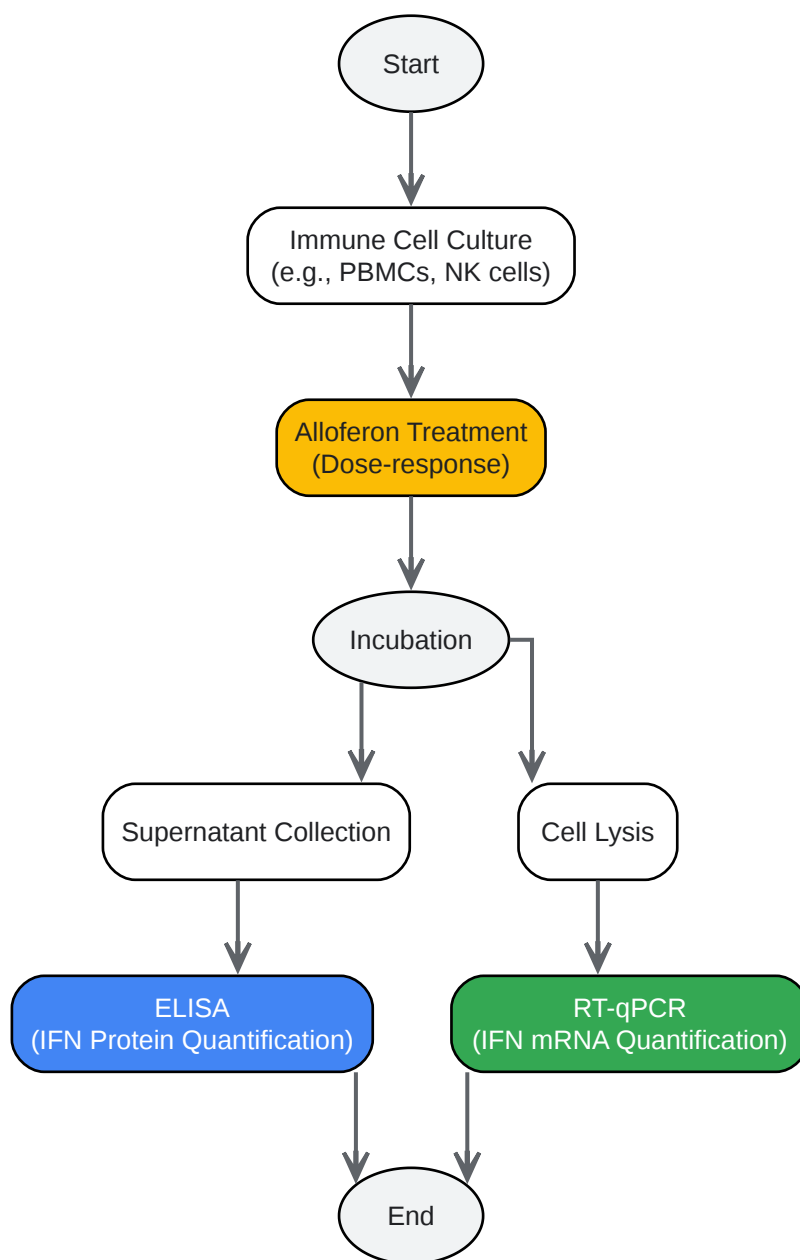 Start
Immune Cell Culture
(e.g., PBMCs, NK cells)
Alloferon Treatment
(Dose-response)
Incubation
Supernatant Collection
Cell Lysis
ELISA
(IFN Protein Quantification)
RT-qPCR
(IFN mRNA Quantification)
End